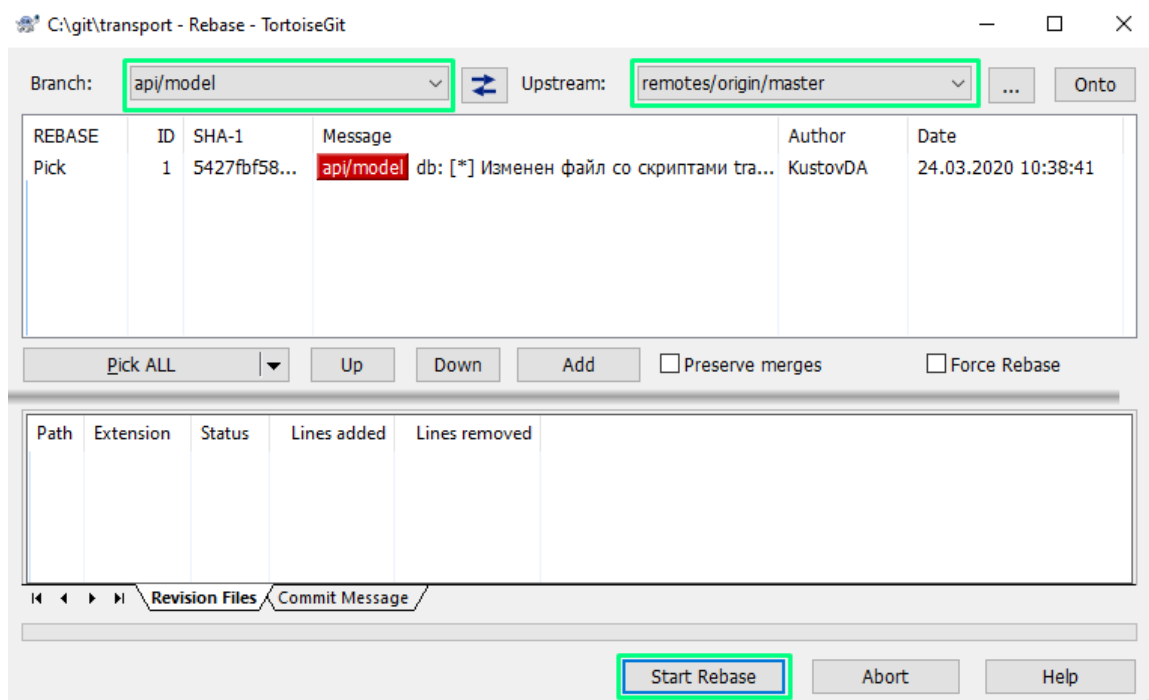 C:\git\transport - Rebase - TortoiseGit
Branch: api/model Upstream: remotes/origin/master ... Onto
REBASE ID SHA-1 Message Author Date
Pick 1 5427fbf58... api/model db: [*] Изменен файл со скриптами tra... KustovDA 24.03.2020 10:38:41
Pick ALL Up Down Add Preserve merges Force Rebase
Path Extension Status Lines added Lines removed
Revision Files Commit Message
Start Rebase Abort Help